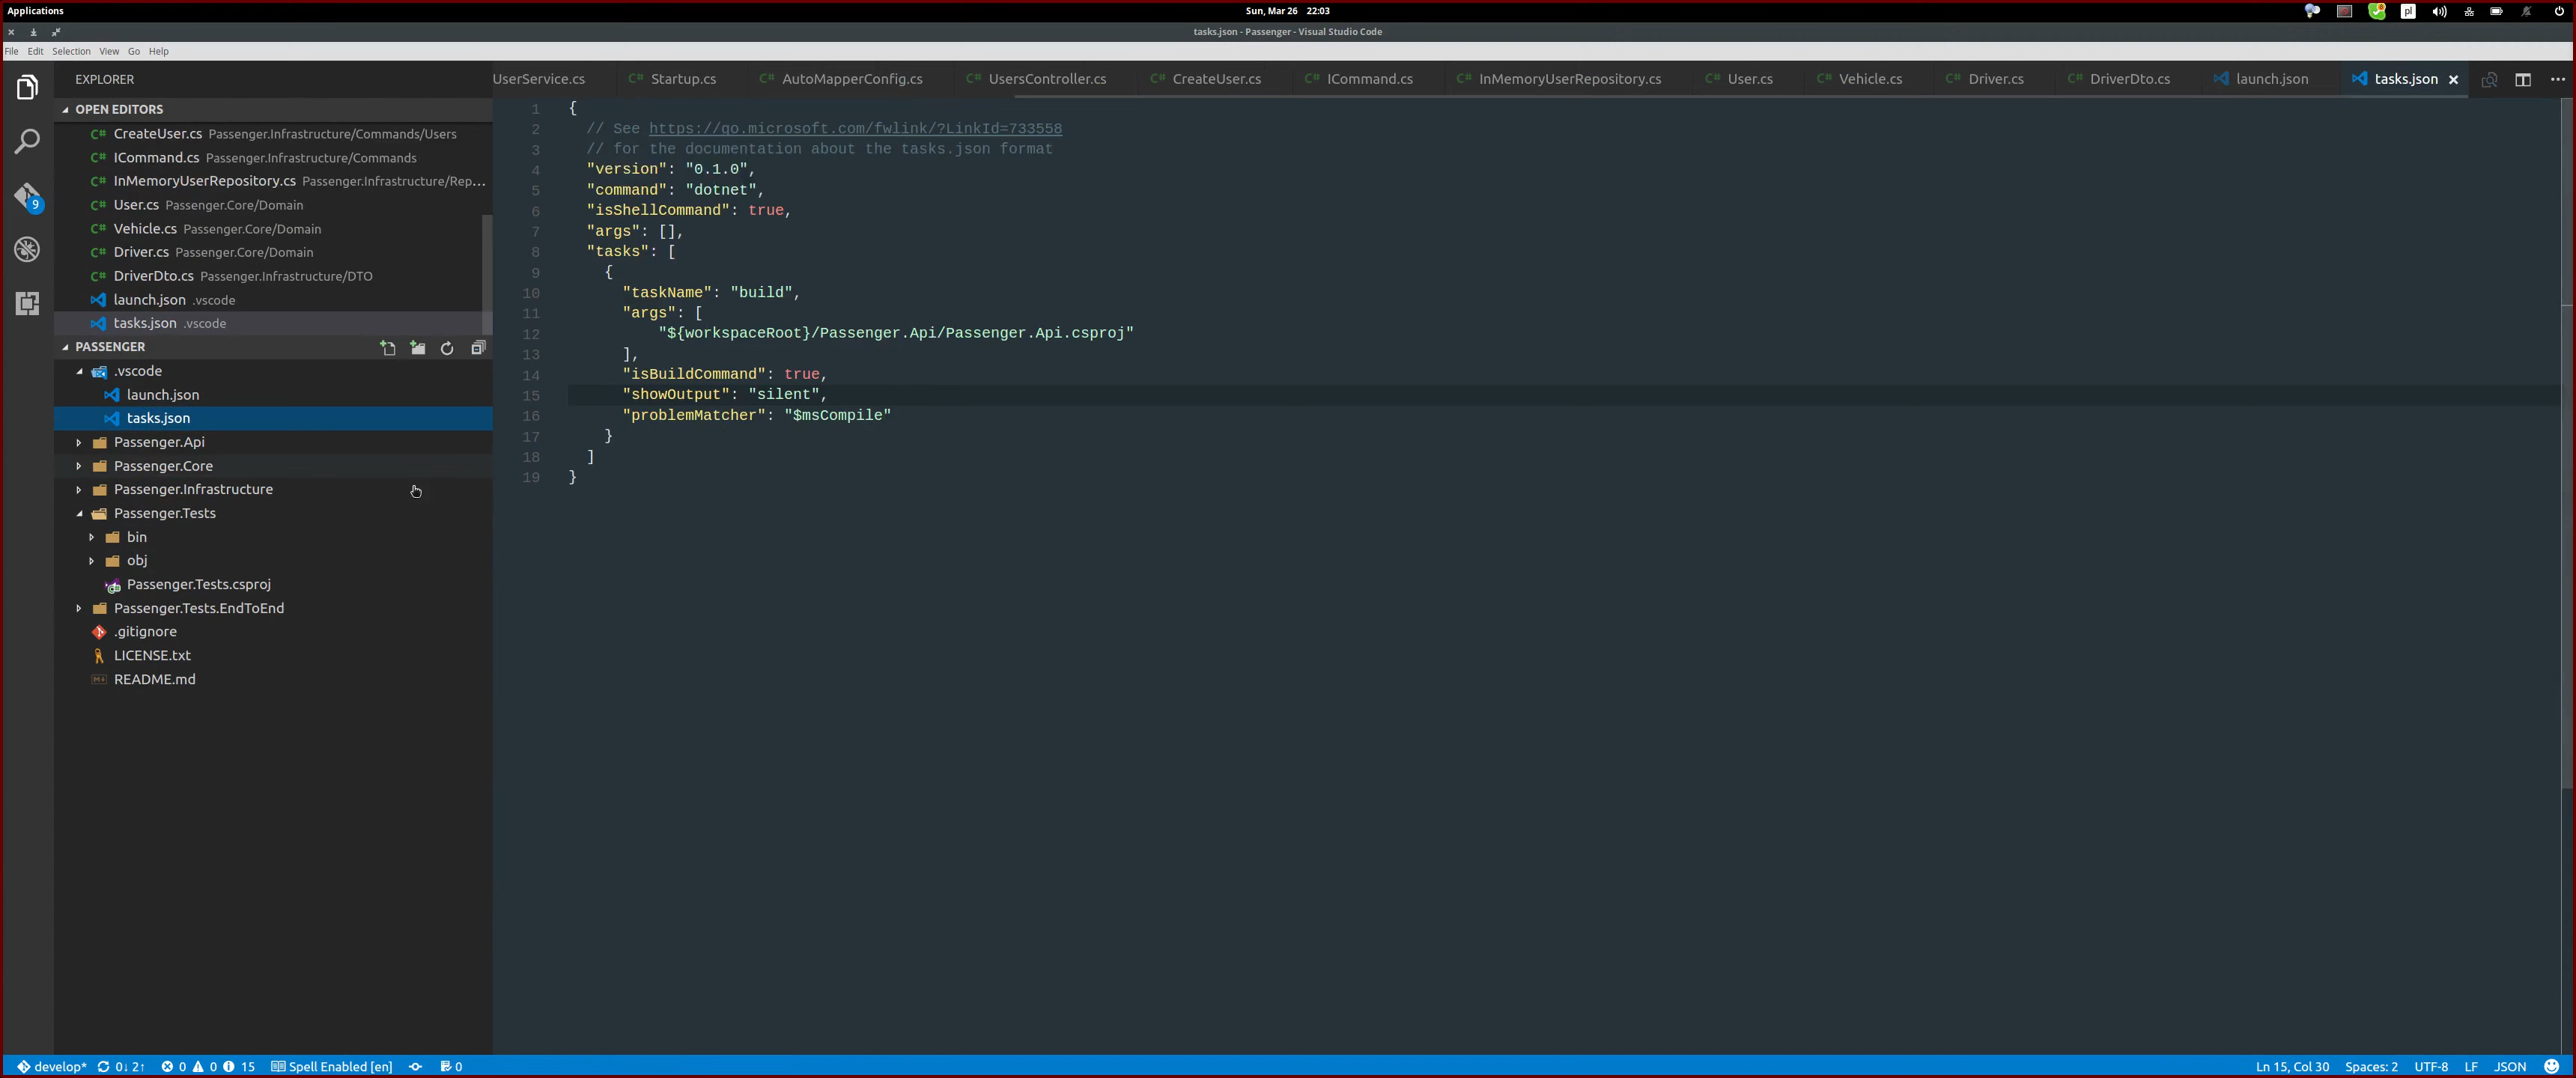 Applications
Sun, Mar 26 22:03
pl
tasks.json - Passenger - Visual Studio Code
File Edit Selection View Go Help
EXPLORER
UserService.cs
C# Startup.cs
C# AutoMapperConfig.cs
C# UsersController.cs
C# CreateUser.cs
C# ICommand.cs
C# InMemoryUserRepository.cs
C# User.cs
C# Vehicle.cs
C# Driver.cs
C# DriverDto.cs
launch.json
tasks.json
OPEN EDITORS
C# CreateUser.cs Passenger.Infrastructure/Commands/Users
C# ICommand.cs Passenger.Infrastructure/Commands
C# InMemoryUserRepository.cs Passenger.Infrastructure/Rep...
C# User.cs Passenger.Core/Domain
C# Vehicle.cs Passenger.Core/Domain
C# Driver.cs Passenger.Core/Domain
C# DriverDto.cs Passenger.Infrastructure/DTO
launch.json .vscode
tasks.json .vscode
9
PASSENGER
.vscode
launch.json
tasks.json
Passenger.Api
Passenger.Core
Passenger.Infrastructure
Passenger.Tests
bin
obj
Passenger.Tests.csproj
Passenger.Tests.EndToEnd
.gitignore
LICENSE.txt
README.md
1 {
2 // See https://go.microsoft.com/fwlink/?LinkId=733558
3 // for the documentation about the tasks.json format
4 "version": "0.1.0",
5 "command": "dotnet",
6 "isShellCommand": true,
7 "args": [],
8 "tasks": [
9 {
10 "taskName": "build",
11 "args": [
12 "${workspaceRoot}/Passenger.Api/Passenger.Api.csproj"
13 ],
14 "isBuildCommand": true,
15 "showOutput": "silent",
16 "problemMatcher": "$msCompile"
17 }
18 ]
19 }
develop* 0↓ 2↑ 0 0 15 Spell Enabled [en] 0
Ln 15, Col 30 Spaces: 2 UTF-8 LF JSON